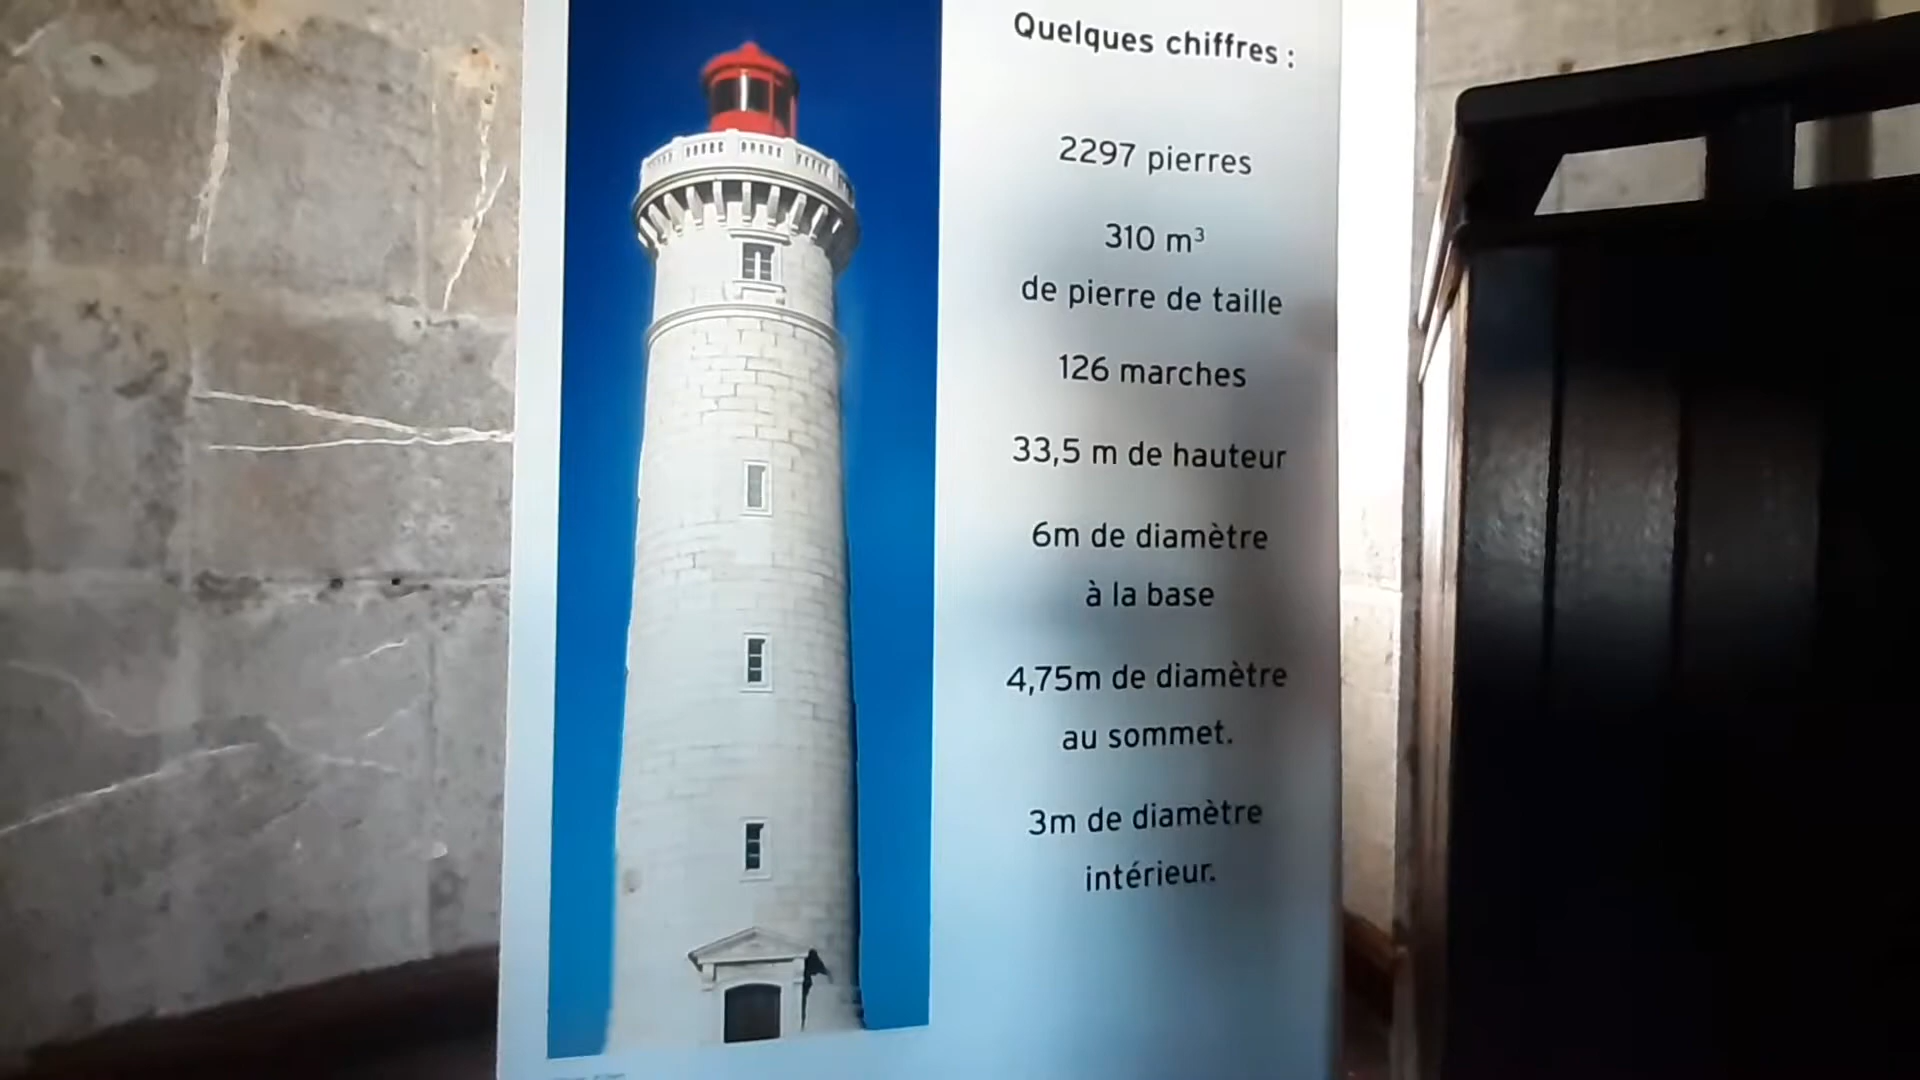 Quelques chiffres :
2297 pierres
310 m³
de pierre de taille
126 marches
33,5 m de hauteur
6m de diamètre
à la base
4,75m de diamètre
au sommet.
3m de diamètre
intérieur.